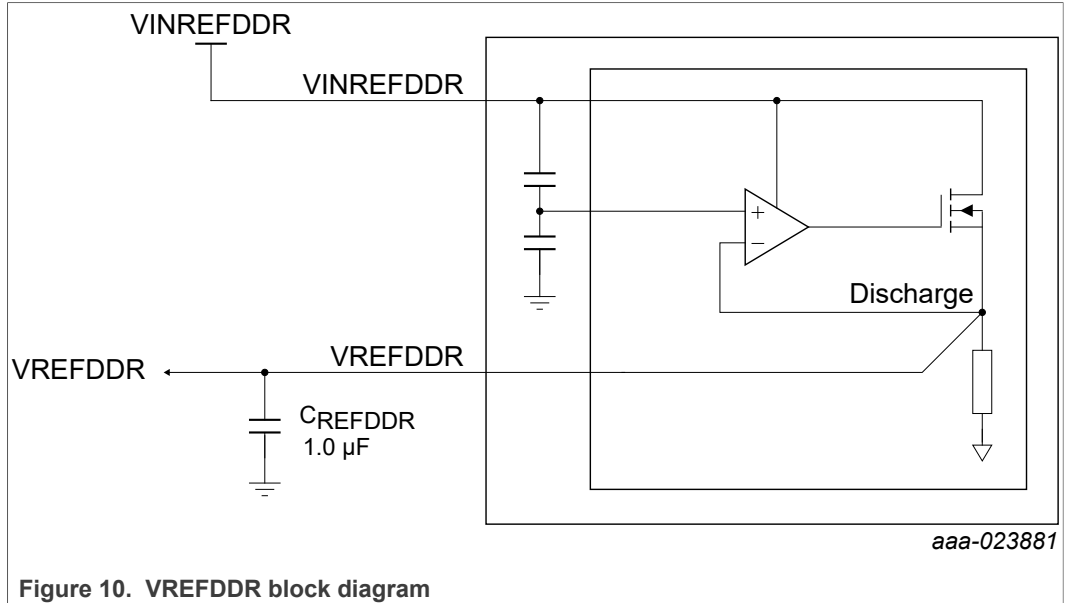 VINREFDDR
VINREFDDR
+
−
Discharge
VREFDDR
VREFDDR
CREFDDR
1.0 µF
aaa-023881
Figure 10. VREFDDR block diagram